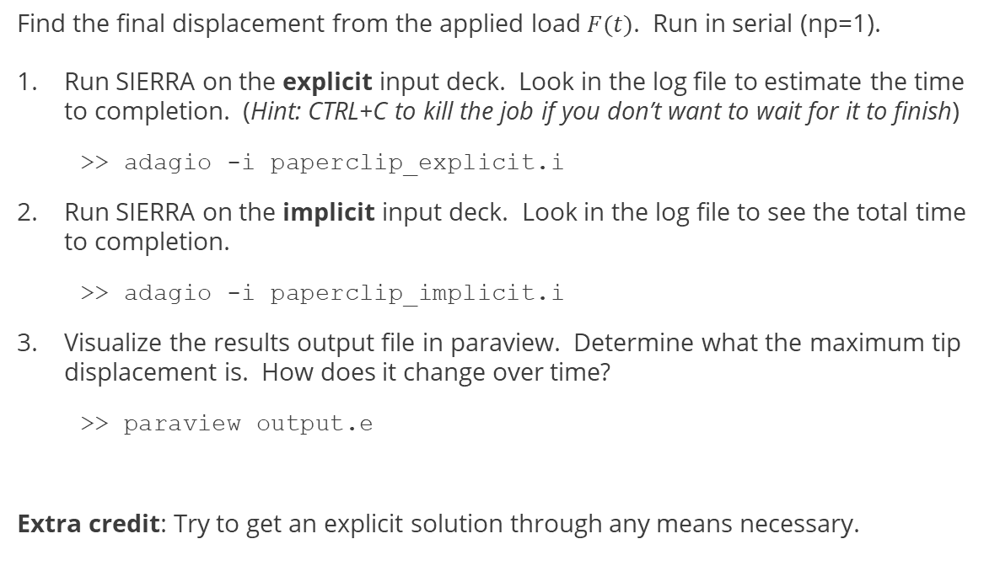 Find the final displacement from the applied load F(t). Run in serial (np=1).
1. Run SIERRA on the explicit input deck. Look in the log file to estimate the time
to completion. (Hint: CTRL+C to kill the job if you don’t want to wait for it to finish)
>> adagio -i paperclip_explicit.i
2. Run SIERRA on the implicit input deck. Look in the log file to see the total time
to completion.
>> adagio -i paperclip_implicit.i
3. Visualize the results output file in paraview. Determine what the maximum tip
displacement is. How does it change over time?
>> paraview output.e
Extra credit: Try to get an explicit solution through any means necessary.